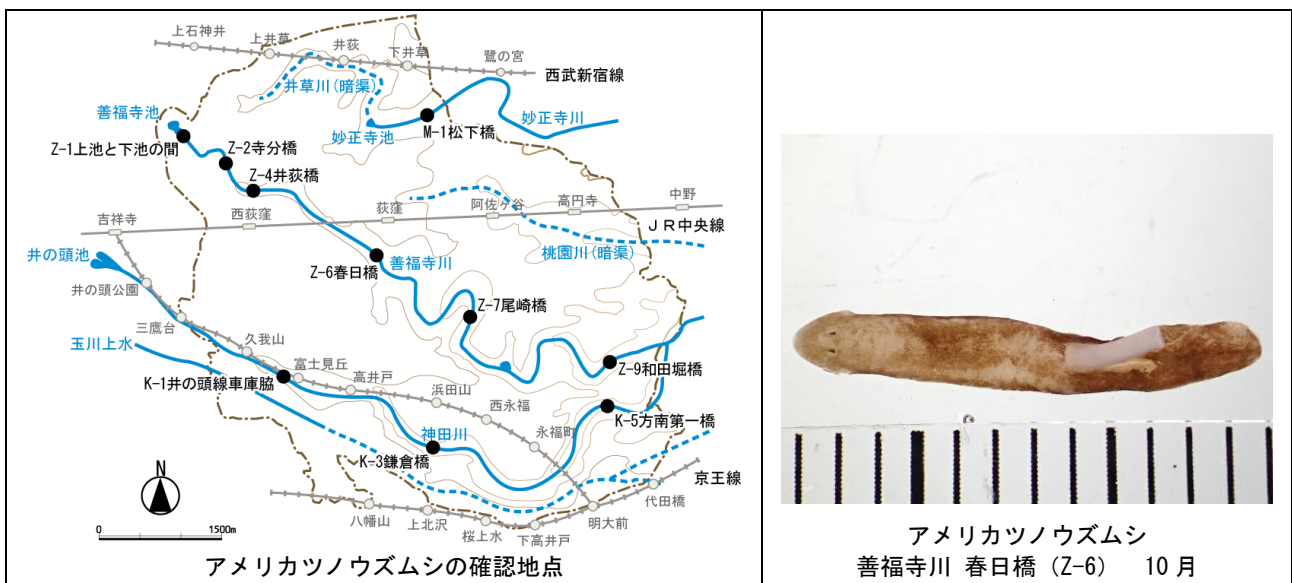 上石神井
上井草
井荻
下井草
鷺の宮
西武新宿線
井草川(暗渠)
善福寺池
妙正寺池
妙正寺川
M-1松下橋
Z-1上池と下池の間
Z-2寺分橋
Z-4井荻橋
吉祥寺
西荻窪
荻窪
阿佐ヶ谷
高円寺
中野
JR中央線
桃園川(暗渠)
井の頭池
井の頭公園
Z-6春日橋
善福寺川
Z-7尾崎橋
三鷹台
玉川上水
久我山
富士見丘
高井戸
K-1井の頭線車庫脇
浜田山
西永福
Z-9和田堀橋
K-5方南第一橋
永福町
神田川
K-3鎌倉橋
京王線
代田橋
明大前
八幡山
上北沢
桜上水
下高井戸
N
0 1500m
アメリカツノウズムシの確認地点
アメリカツノウズムシ
善福寺川 春日橋(Z-6) 10月